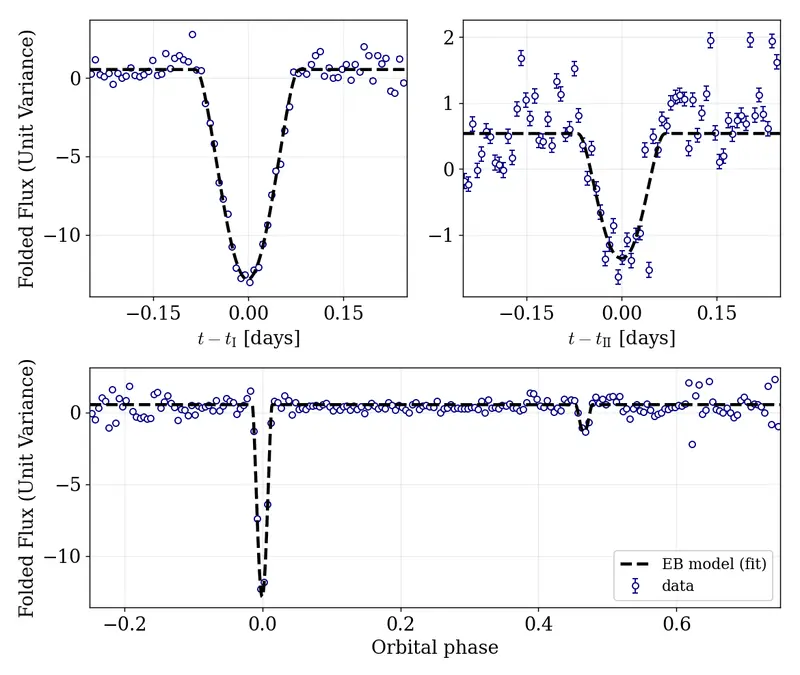 Folded Flux (Unit Variance)
0
−5
−10
−0.15 0.00 0.15
t − tI [days]
2
1
0
−1
−0.15 0.00 0.15
t − tII [days]
Folded Flux (Unit Variance)
0
−5
−10
−0.2 0.0 0.2 0.4 0.6
Orbital phase
EB model (fit)
data